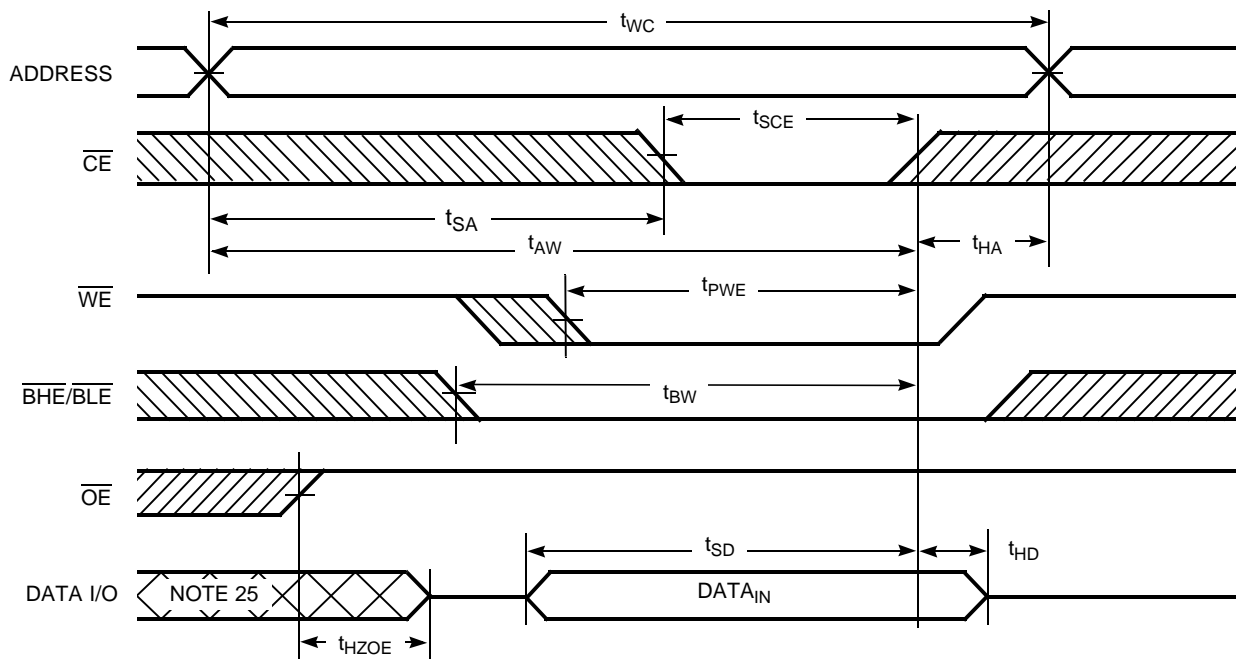 tWC
ADDRESS
tSCE
CE
tSA
tAW
tHA
WE
tPWE
BHE/BLE
tBW
OE
tSD
tHD
DATA I/O
NOTE 25
DATAIN
tHZOE